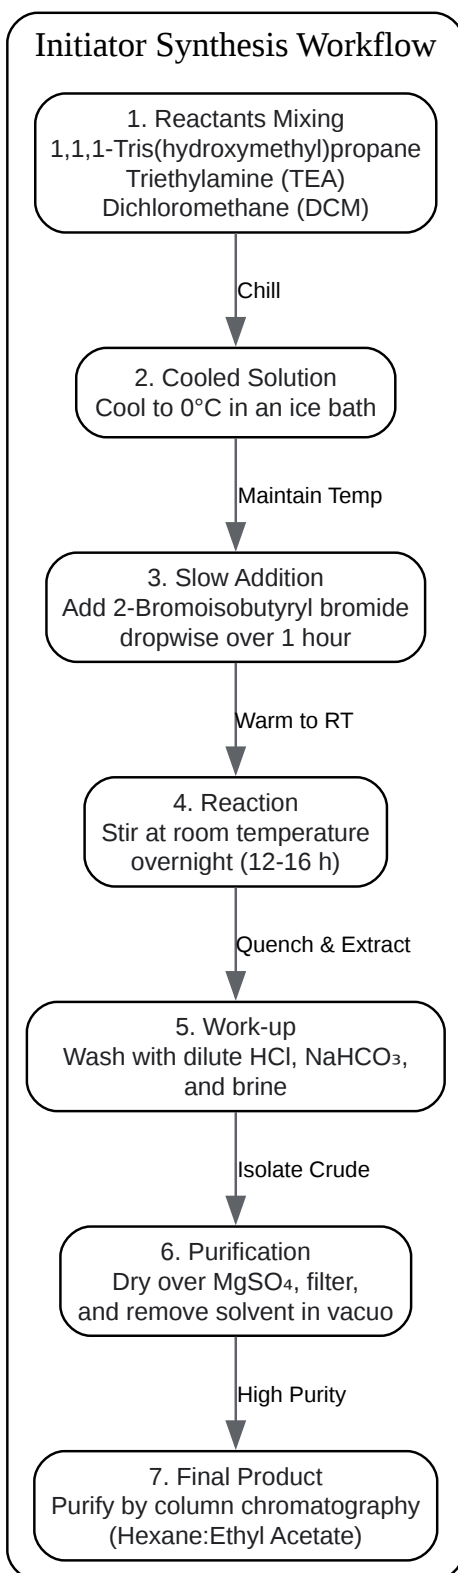 Initiator Synthesis Workflow
1. Reactants Mixing
1,1,1-Tris(hydroxymethyl)propane
Triethylamine (TEA)
Dichloromethane (DCM)
Chill
2. Cooled Solution
Cool to 0°C in an ice bath
Maintain Temp
3. Slow Addition
Add 2-Bromoisobutyryl bromide
dropwise over 1 hour
Warm to RT
4. Reaction
Stir at room temperature
overnight (12-16 h)
Quench & Extract
5. Work-up
Wash with dilute HCl, NaHCO₃,
and brine
Isolate Crude
6. Purification
Dry over MgSO₄, filter,
and remove solvent in vacuo
High Purity
7. Final Product
Purify by column chromatography
(Hexane:Ethyl Acetate)